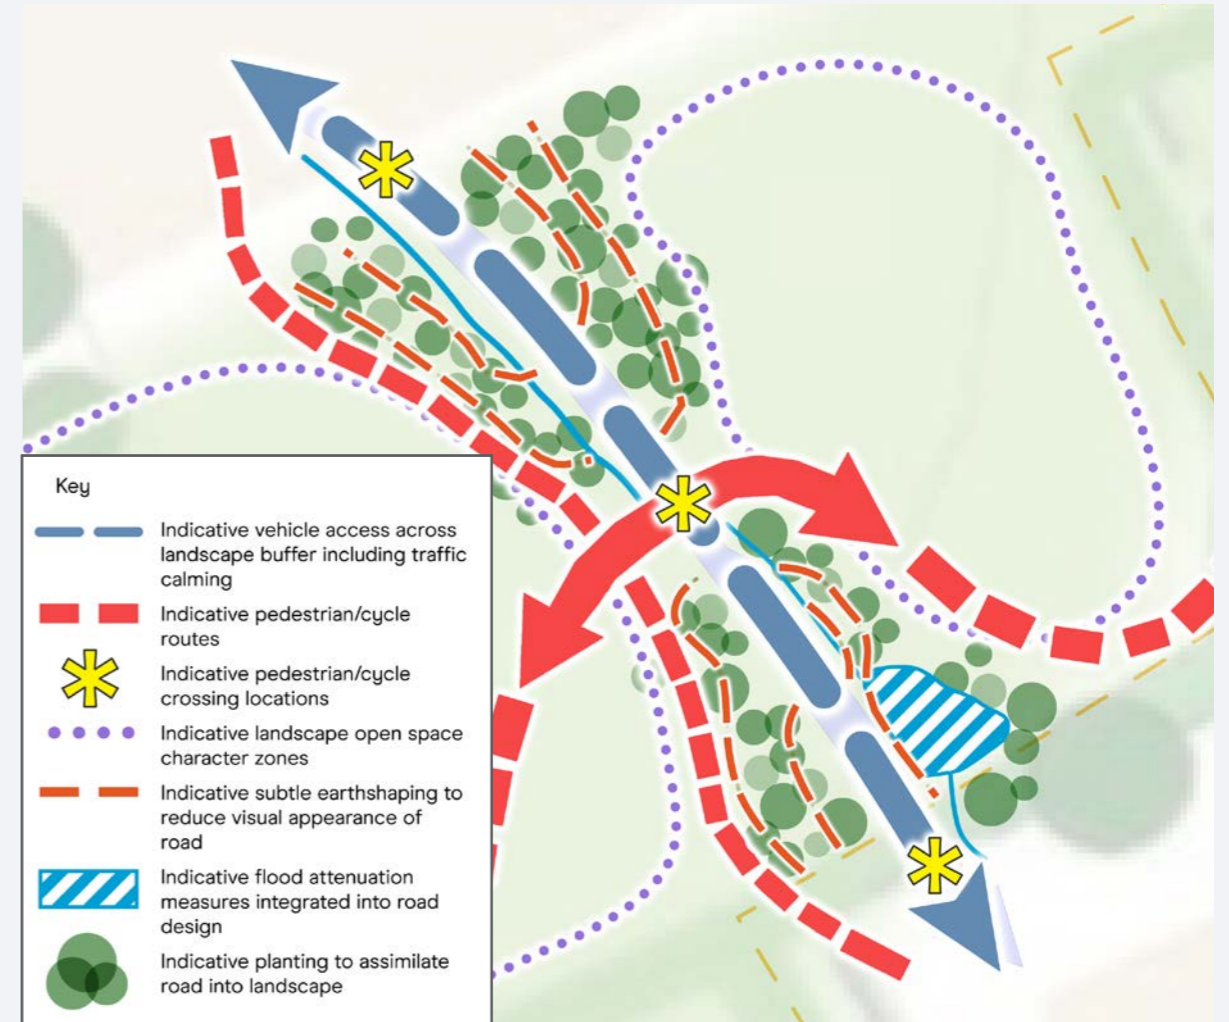 Key
Indicative vehicle access across
landscape buffer including traffic
calming
Indicative pedestrian/cycle
routes
Indicative pedestrian/cycle
crossing locations
Indicative landscape open space
character zones
Indicative subtle earthshaping to
reduce visual appearance of
road
Indicative flood attenuation
measures integrated into road
design
Indicative planting to assimilate
road into landscape